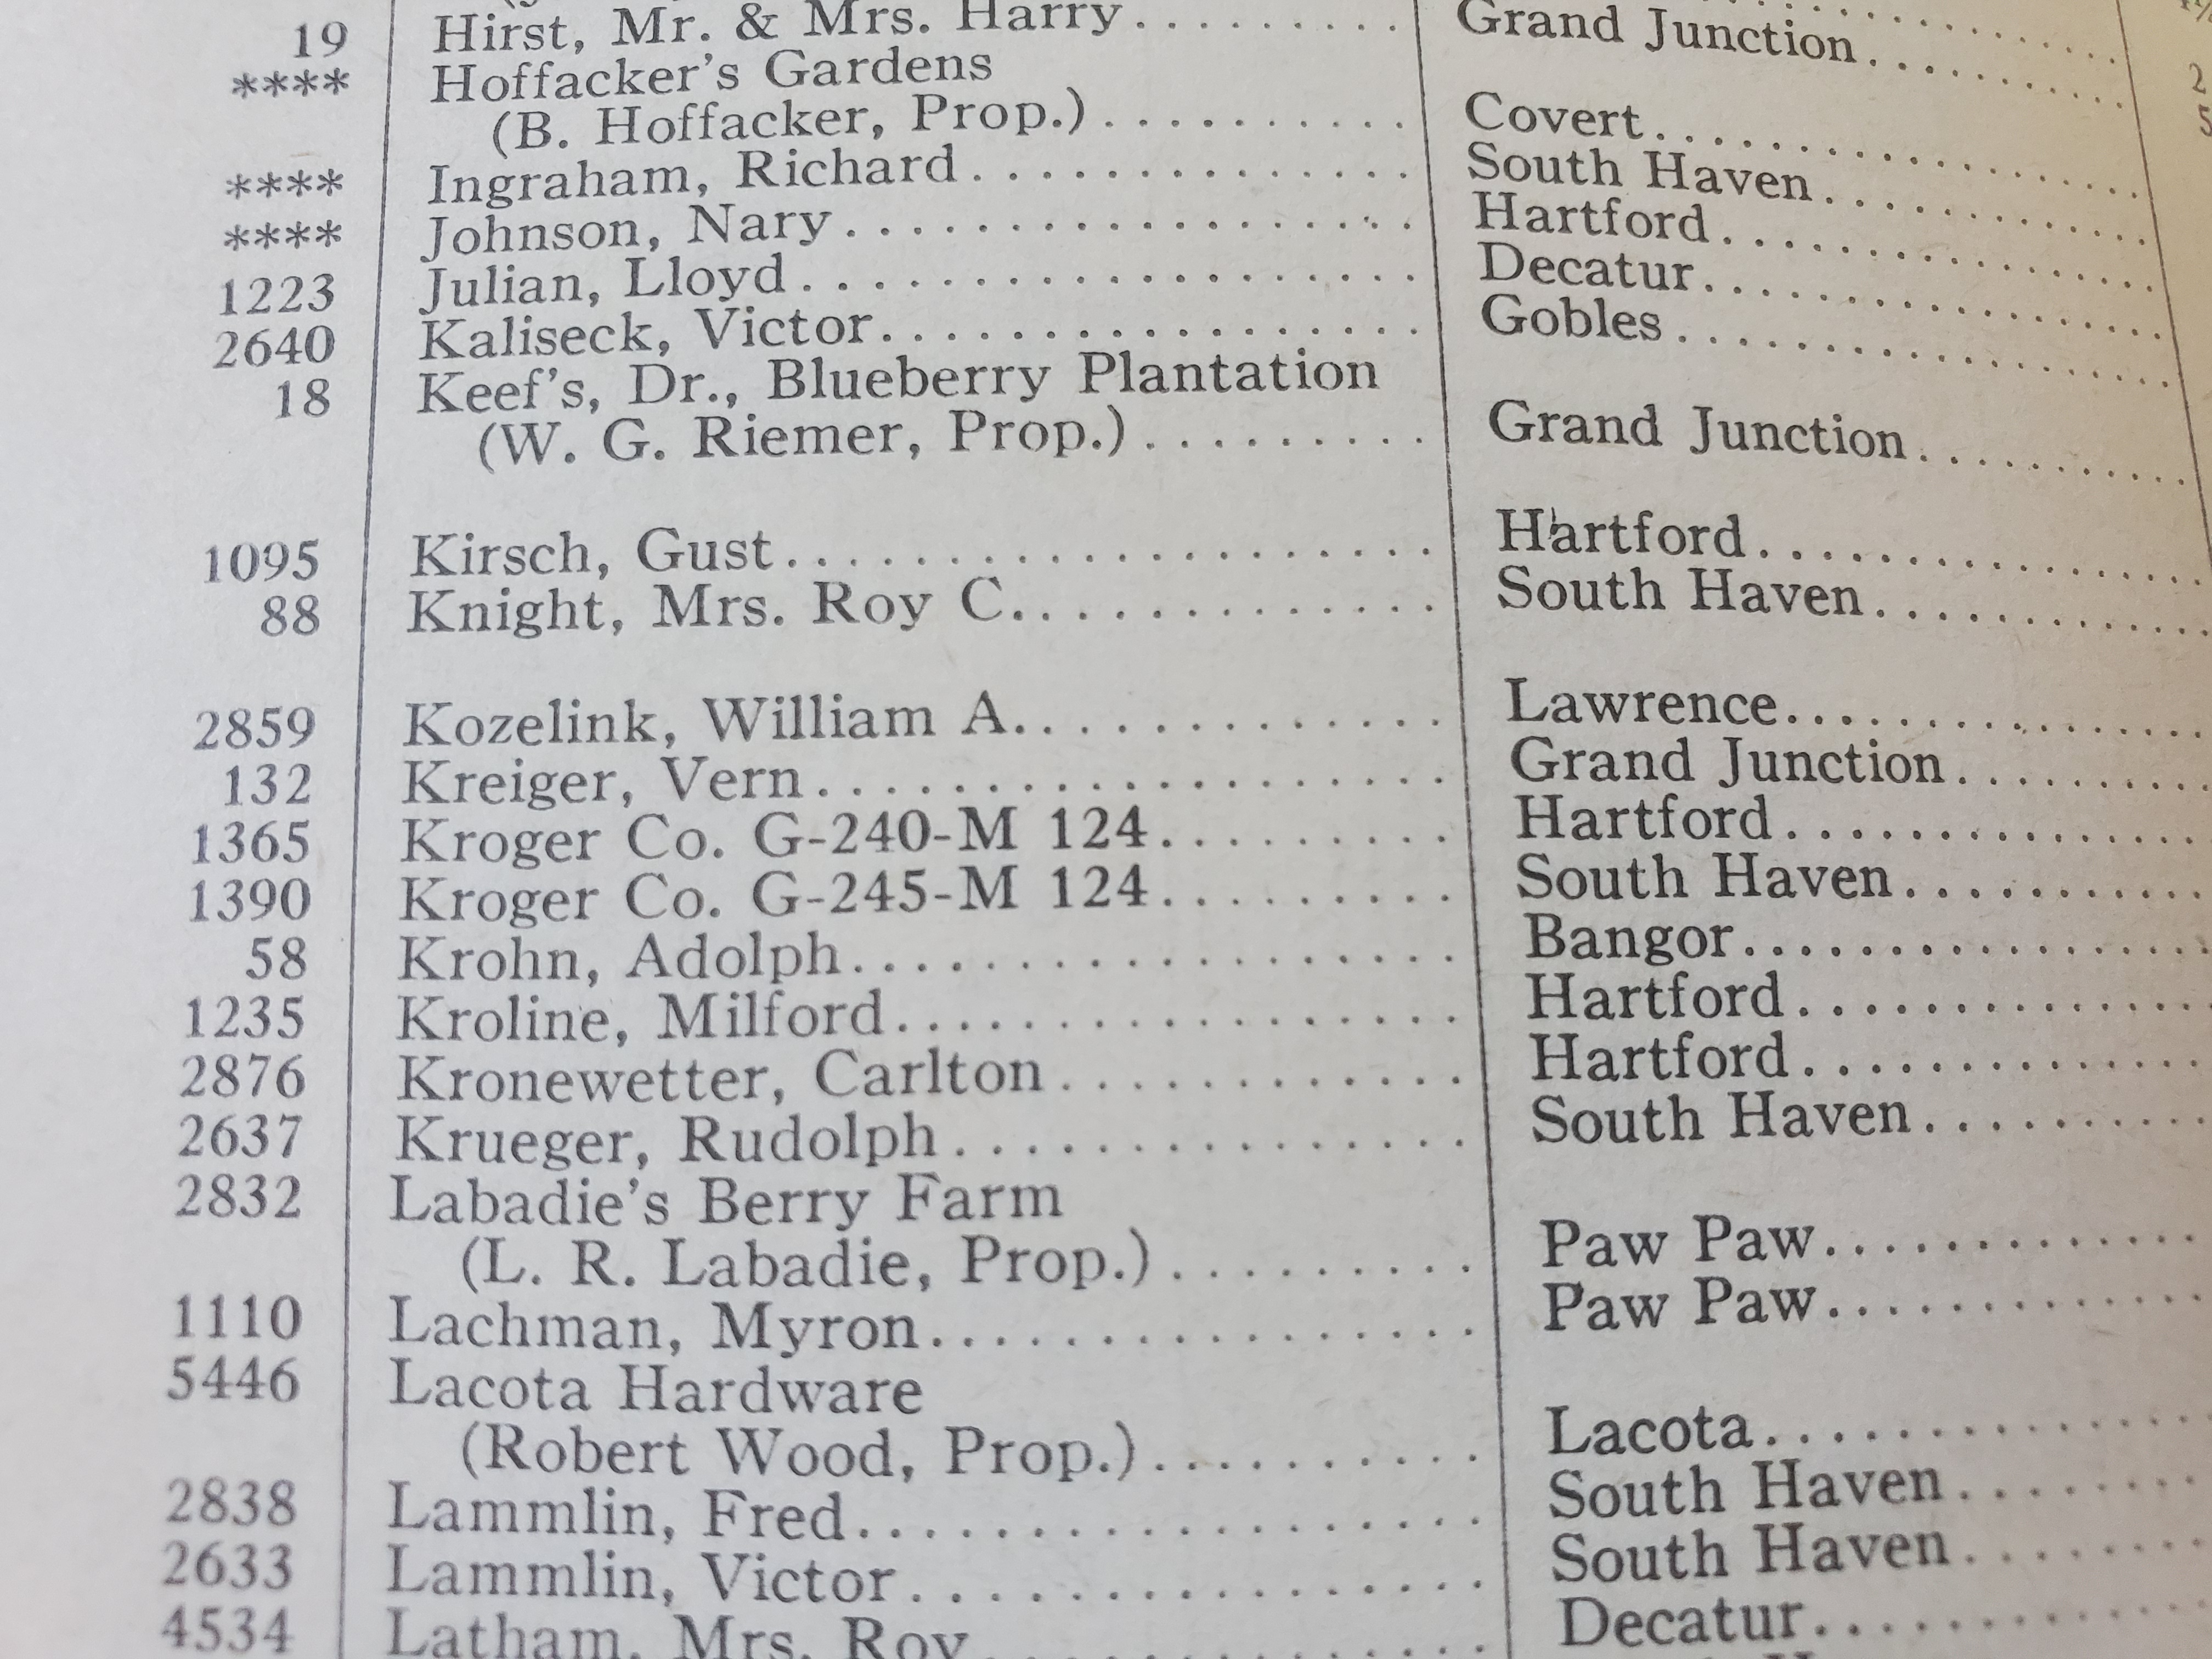 19 Hirst, Mr. & Mrs. Harry.......... Grand Junction..........
**** Hoffacker's Gardens
(B. Hoffacker, Prop.).......... Covert..........
**** Ingraham, Richard.......... South Haven..........
**** Johnson, Nary.......... Hartford..........
1223 Julian, Lloyd.......... Decatur..........
2640 Kaliseck, Victor.......... Gobles..........
18 Keef's, Dr., Blueberry Plantation
(W. G. Riemer, Prop.).......... Grand Junction..........
1095 Kirsch, Gust.......... Hartford..........
88 Knight, Mrs. Roy C........... South Haven..........
2859 Kozelink, William A........... Lawrence..........
132 Kreiger, Vern.......... Grand Junction..........
1365 Kroger Co. G-240-M 124.......... Hartford..........
1390 Kroger Co. G-245-M 124.......... South Haven..........
58 Krohn, Adolph.......... Bangor..........
1235 Kroline, Milford.......... Hartford..........
2876 Kronewetter, Carlton.......... Hartford..........
2637 Krueger, Rudolph.......... South Haven..........
2832 Labadie's Berry Farm
(L. R. Labadie, Prop.).......... Paw Paw..........
1110 Lachman, Myron.......... Paw Paw..........
5446 Lacota Hardware
(Robert Wood, Prop.).......... Lacota..........
2838 Lammlin, Fred.......... South Haven..........
2633 Lammlin, Victor.......... South Haven..........
4534 Latham, Mrs. Roy.......... Decatur..........